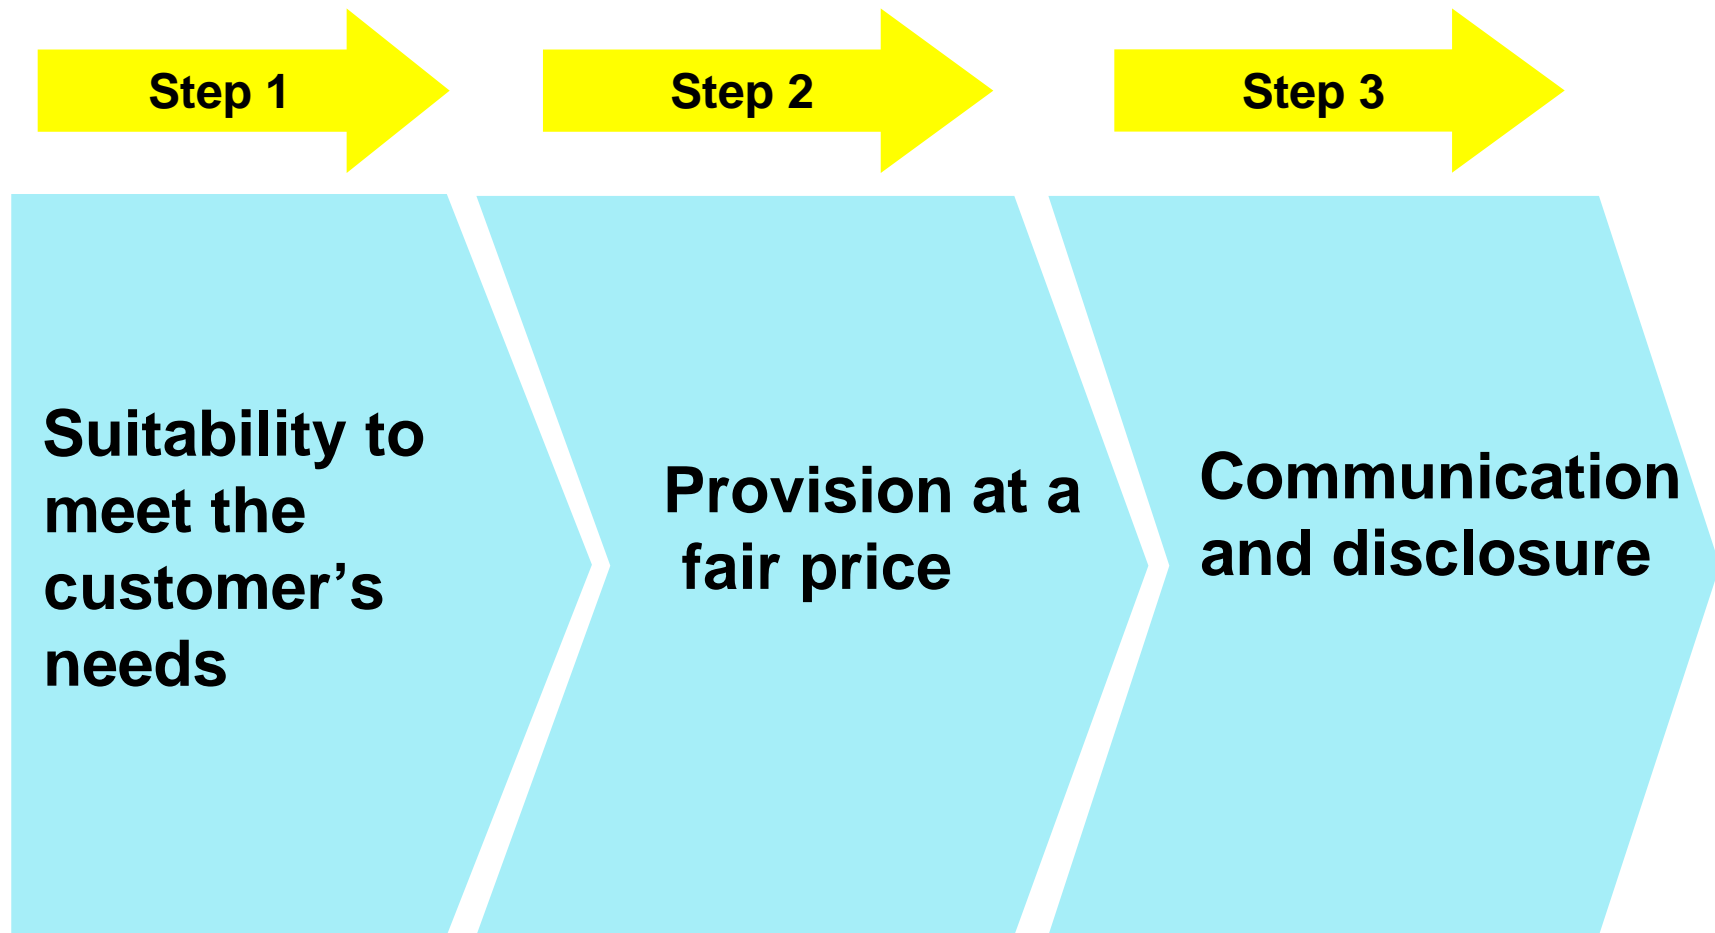 Step 1
Step 2
Step 3
Suitability to
meet the
customer’s
needs
Provision at a
fair price
Communication
and disclosure